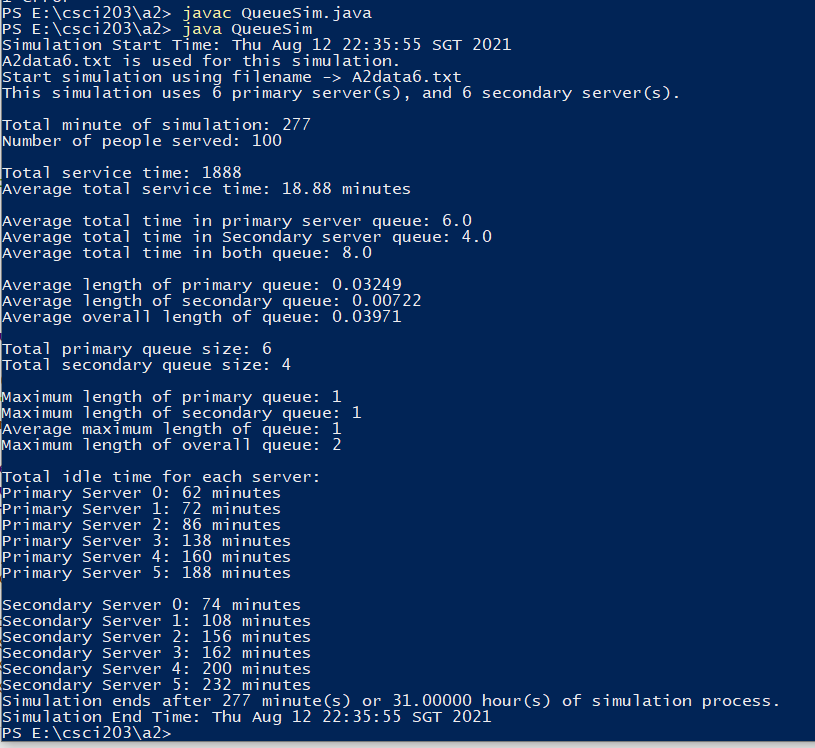 PS E:\csci203\a2> javac QueueSim.java
PS E:\csci203\a2> java QueueSim
Simulation Start Time: Thu Aug 12 22:35:55 SGT 2021
A2data6.txt is used for this simulation.
Start simulation using filename -> A2data6.txt
This simulation uses 6 primary server(s), and 6 secondary server(s).
Total minute of simulation: 277
Number of people served: 100
Total service time: 1888
Average total service time: 18.88 minutes
Average total time in primary server queue: 6.0
Average total time in Secondary server queue: 4.0
Average total time in both queue: 8.0
Average length of primary queue: 0.03249
Average length of secondary queue: 0.00722
Average overall length of queue: 0.03971
Total primary queue size: 6
Total secondary queue size: 4
Maximum length of primary queue: 1
Maximum length of secondary queue: 1
Average maximum length of queue: 1
Maximum length of overall queue: 2
Total idle time for each server:
Primary Server 0: 62 minutes
Primary Server 1: 72 minutes
Primary Server 2: 86 minutes
Primary Server 3: 138 minutes
Primary Server 4: 160 minutes
Primary Server 5: 188 minutes
Secondary Server 0: 74 minutes
Secondary Server 1: 108 minutes
Secondary Server 2: 156 minutes
Secondary Server 3: 162 minutes
Secondary Server 4: 200 minutes
Secondary Server 5: 232 minutes
Simulation ends after 277 minute(s) or 31.00000 hour(s) of simulation process.
Simulation End Time: Thu Aug 12 22:35:55 SGT 2021
PS E:\csci203\a2>